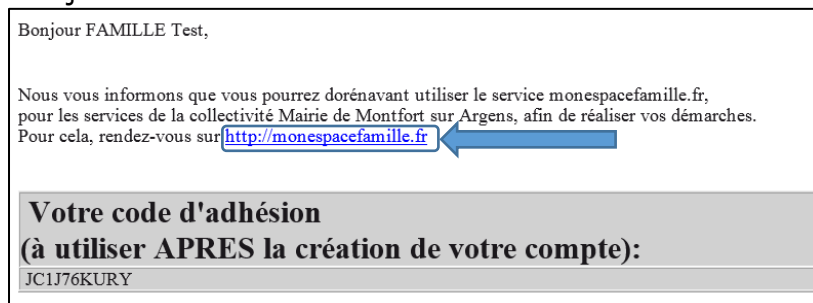 Bonjour FAMILLE Test,
Nous vous informons que vous pourrez dorénavant utiliser le service monespacefamille.fr,
pour les services de la collectivité Mairie de Montfort sur Argens, afin de réaliser vos démarches.
Pour cela, rendez-vous sur http://monespacefamille.fr
Votre code d'adhésion
(à utiliser APRES la création de votre compte):
JC1J76KURY